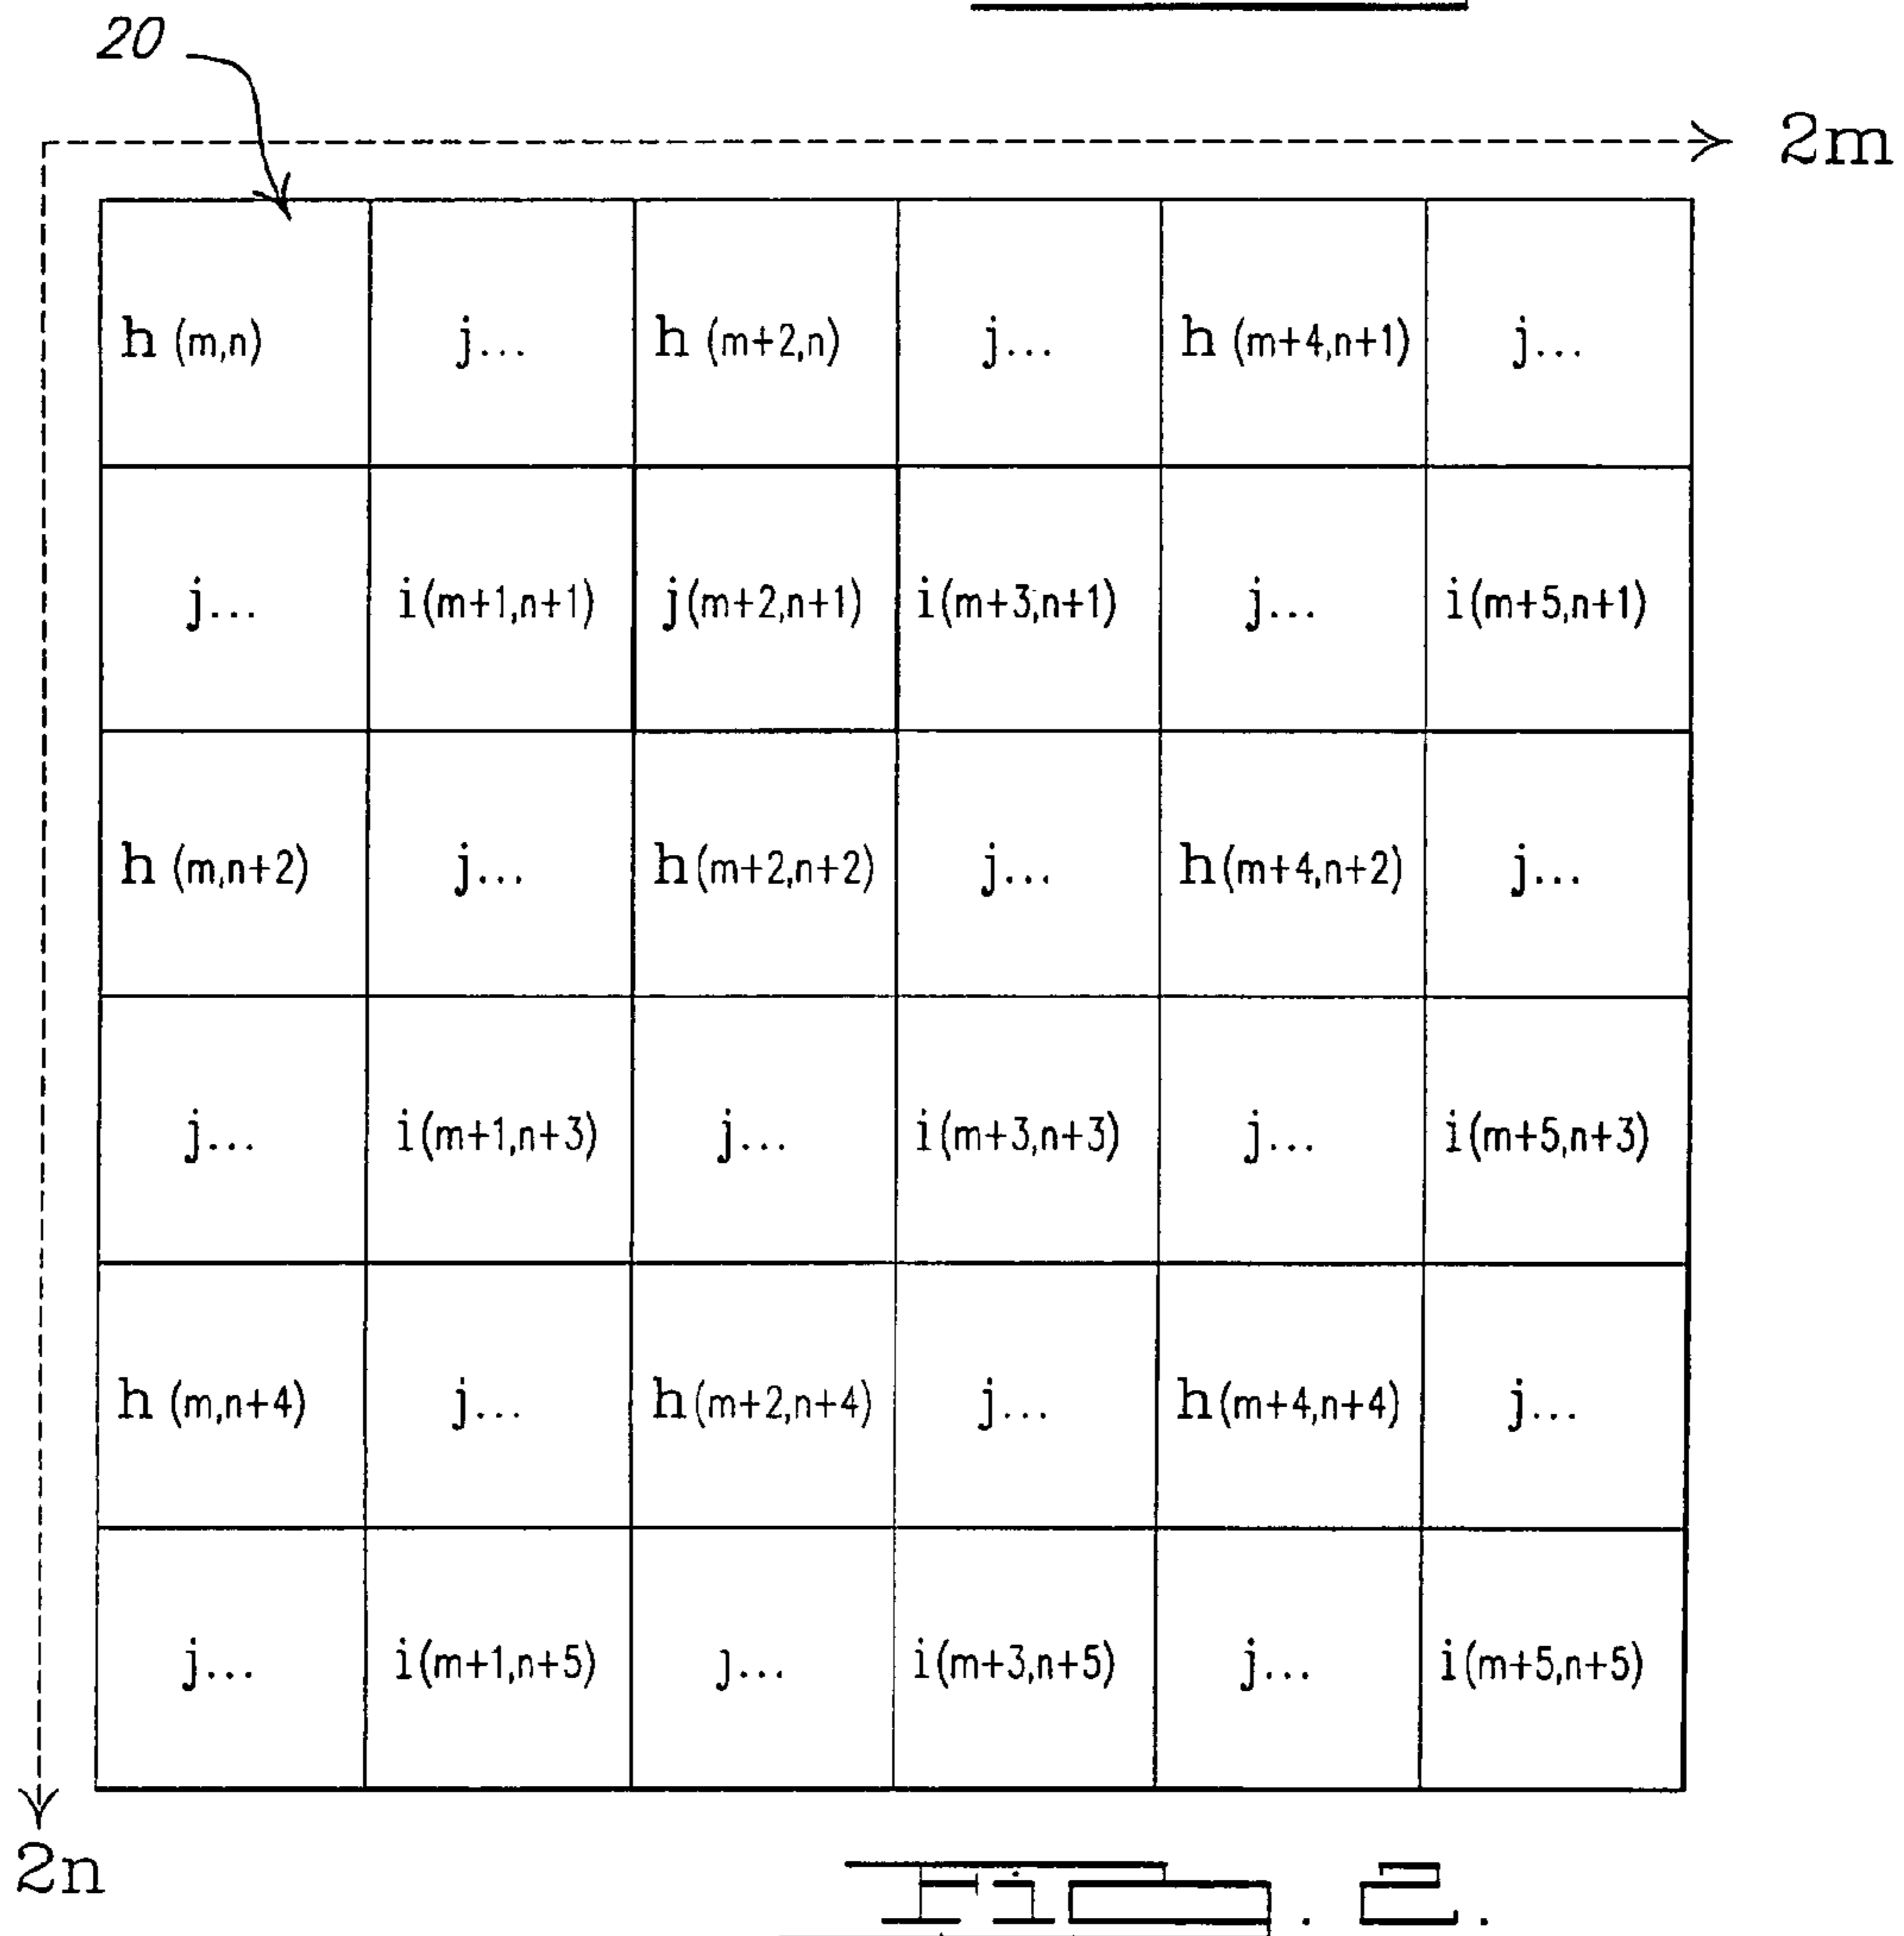 20
2m
h (m,n) j... h (m+2,n) j... h (m+4,n+1) j...
j... i(m+1,n+1) j(m+2,n+1) i(m+3,n+1) j... i(m+5,n+1)
h (m,n+2) j... h(m+2,n+2) j... h(m+4,n+2) j...
j... i(m+1,n+3) j... i(m+3,n+3) j... i(m+5,n+3)
h (m,n+4) j... h(m+2,n+4) j... h(m+4,n+4) j...
j... i(m+1,n+5) j... i(m+3,n+5) j... i(m+5,n+5)
2n
Fig. 2.